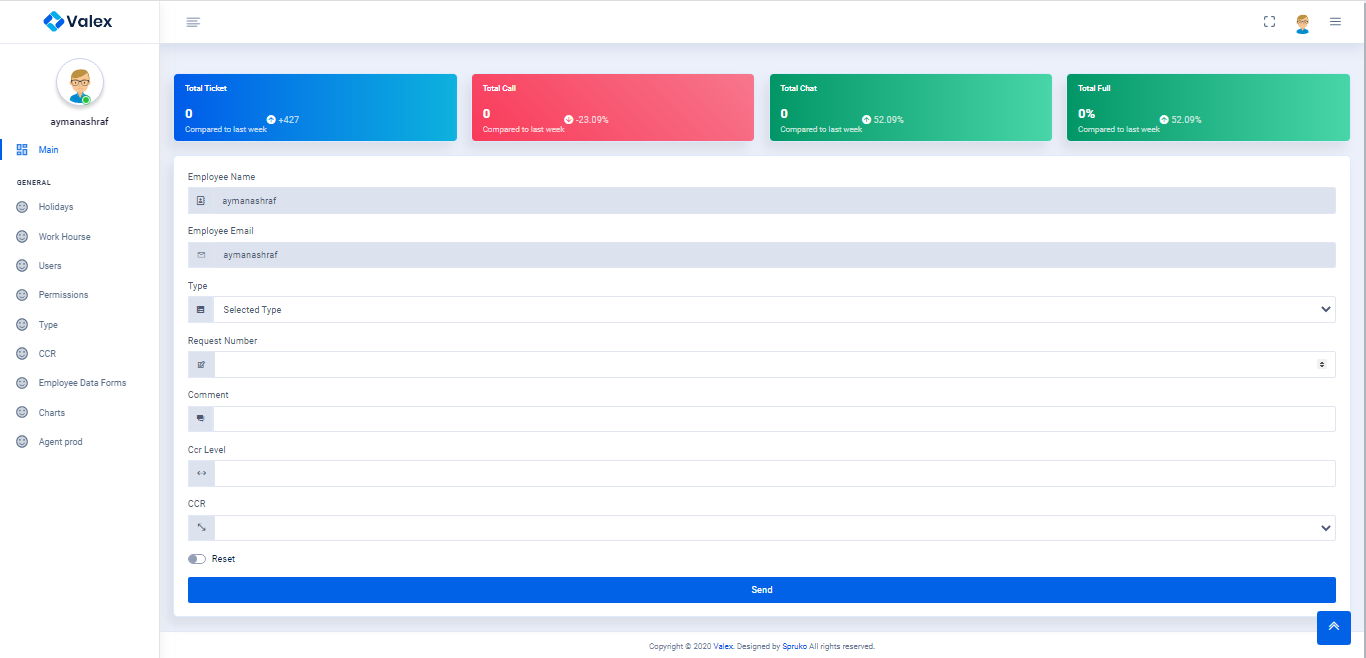 Valex
aymanashraf
Main
GENERAL
Holidays
Work Hourse
Users
Permissions
Type
CCR
Employee Data Forms
Charts
Agent prod
Total Ticket
0
+427
Compared to last week
Total Call
0
-23.09%
Compared to last week
Total Chat
0
52.09%
Compared to last week
Total Full
0%
52.09%
Compared to last week
Employee Name
aymanashraf
Employee Email
aymanashraf
Type
Selected Type
Request Number
Comment
Ccr Level
CCR
Reset
Send
Copyright © 2020 Valex. Designed by Spruko All rights reserved.